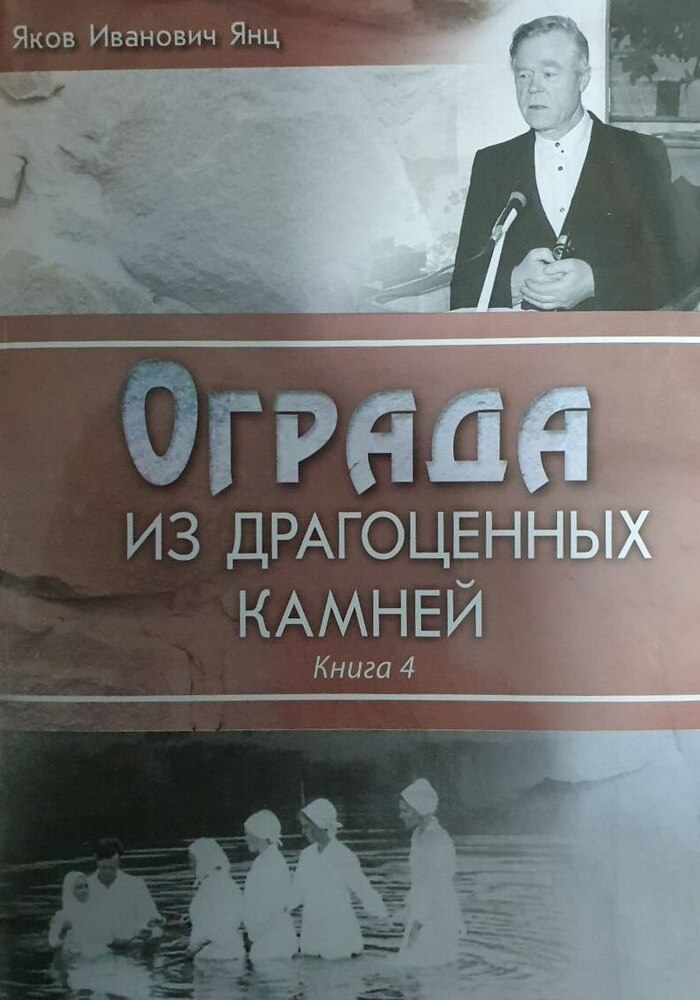 Яков Иванович Янц
Ограда
из драгоценных
камней
Книга 4